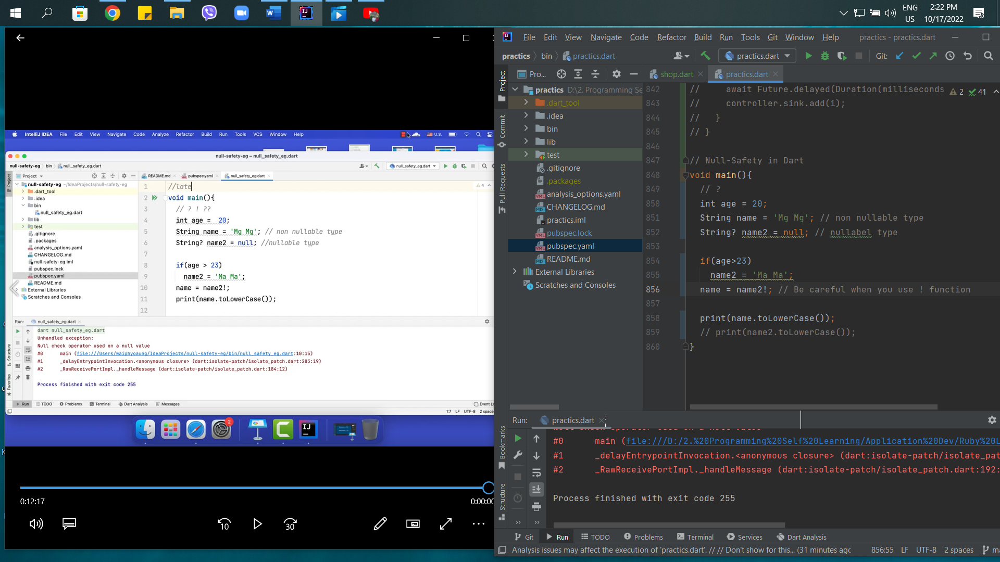 ENG
US
2:22 PM
10/17/2022
IntelliJ IDEA File Edit View Navigate Code Analyze Refactor Build Run Tools VCS Window Help
U.S.
null-safety-eg – null_safety_eg.dart
null-safety-eg bin null_safety_eg.dart
null_safety_eg.dart
Project
README.md pubspec.yaml null_safety_eg.dart
null-safety-eg ~/IdeaProjects/null-safety-eg
.dart_tool
.idea
bin
null_safety_eg.dart
lib
test
.gitignore
.packages
analysis_options.yaml
CHANGELOG.md
null-safety-eg.iml
pubspec.lock
pubspec.yaml
README.md
External Libraries
Scratches and Consoles
Project
1 //late
4
2 void main(){
3 // ? ! ??
4 int age =  20;
5 String name = 'Mg Mg'; // non nullable type
6 String? name2 = null; //nullable type
7
8 if(age > 23)
9 name2 = 'Ma Ma';
10 name = name2!;
11 print(name.toLowerCase());
12
Run: null_safety_eg.dart
dart null_safety_eg.dart
Unhandled exception:
Null check operator used on a null value
#0 main (file:///Users/waiphyoaung/IdeaProjects/null-safety-eg/bin/null_safety_eg.dart:10:15)
#1 _delayEntrypointInvocation.<anonymous closure> (dart:isolate-patch/isolate_patch.dart:283:19)
#2 _RawReceivePortImpl._handleMessage (dart:isolate-patch/isolate_patch.dart:184:12)
Process finished with exit code 255
Structure
Favorites
Run TODO Problems Terminal Dart Analysis Messages Event
1:7 LF UTF-8 2 space
2
0:12:17
0:00:00
10
30
File Edit View Navigate Code Refactor Build Run Tools Git Window Help practics - practics.dart
practics bin practics.dart
practics.dart
Git:
Pro...
shop.dart practics.dart
practics D:\2. Programming Se
.dart_tool
.idea
bin
lib
test
.gitignore
.packages
analysis_options.yaml
CHANGELOG.md
practics.iml
pubspec.lock
pubspec.yaml
README.md
External Libraries
Scratches and Consoles
Project
Commit
Pull Requests
Bookmarks
Structure
842 //     await Future.delayed(Duration(milliseconds
2 41
843 //     controller.sink.add(i);
844 //   }
845 // }
846
847 // Null-Safety in Dart
848 void main(){
849 // ?
850 int age = 20;
851 String name = 'Mg Mg'; // non nullable type
852 String? name2 = null; // nullabel type
853
854 if(age>23)
855 name2 = 'Ma Ma';
856 name = name2!; // Be careful when you use ! function
857
858 print(name.toLowerCase());
859 // print(name2.toLowerCase());
860 }
Run: practics.dart
#0 main (file:///D:/2.%20Programming%20Self%20Learning/Application%20Dev/Ruby%20L
#1 _delayEntrypointInvocation.<anonymous closure> (dart:isolate-patch/isolate_pat
#2 _RawReceivePortImpl._handleMessage (dart:isolate-patch/isolate_patch.dart:192:
Process finished with exit code 255
Git Run TODO Problems Terminal Services Dart Analysis
Analysis issues may affect the execution of 'practics.dart'. // // Don't show for this... (31 minutes ago
856:55 LF UTF-8 2 spaces